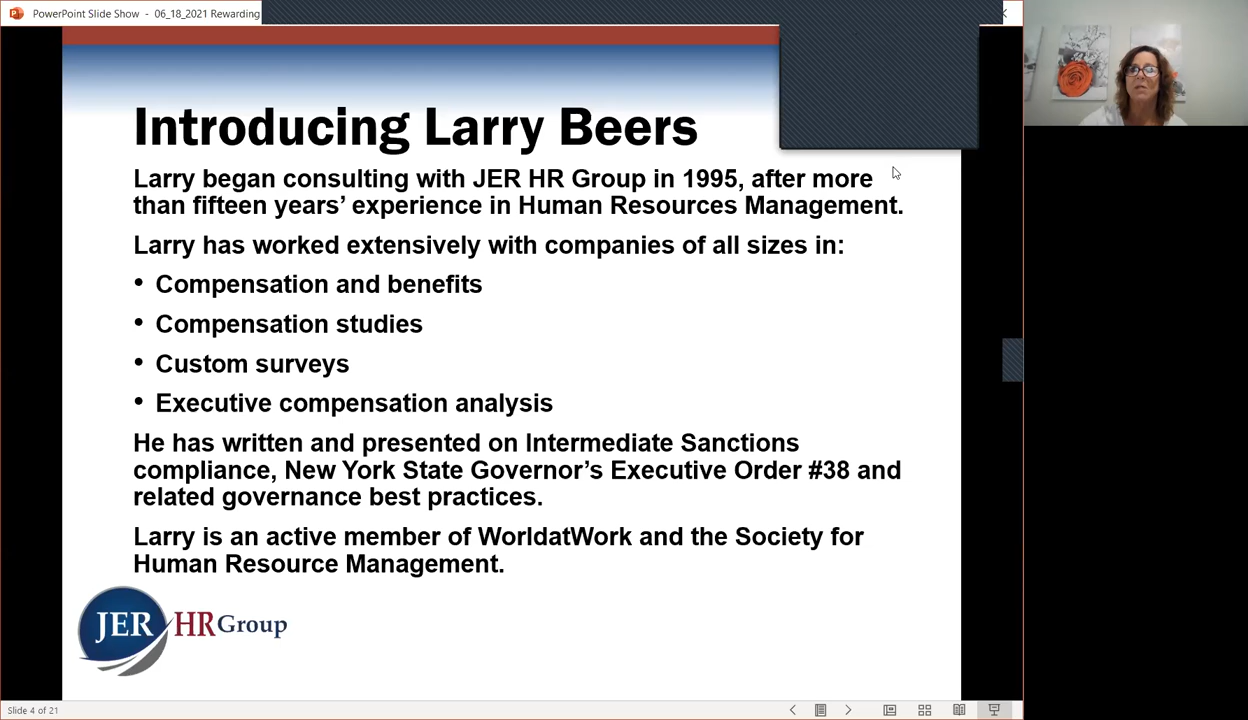 PowerPoint Slide Show - 06_18_2021 Rewarding
Introducing Larry Beers
Larry began consulting with JER HR Group in 1995, after more
than fifteen years’ experience in Human Resources Management.
Larry has worked extensively with companies of all sizes in:
• Compensation and benefits
• Compensation studies
• Custom surveys
• Executive compensation analysis
He has written and presented on Intermediate Sanctions
compliance, New York State Governor’s Executive Order #38 and
related governance best practices.
Larry is an active member of WorldatWork and the Society for
Human Resource Management.
JER HR Group
Slide 4 of 21